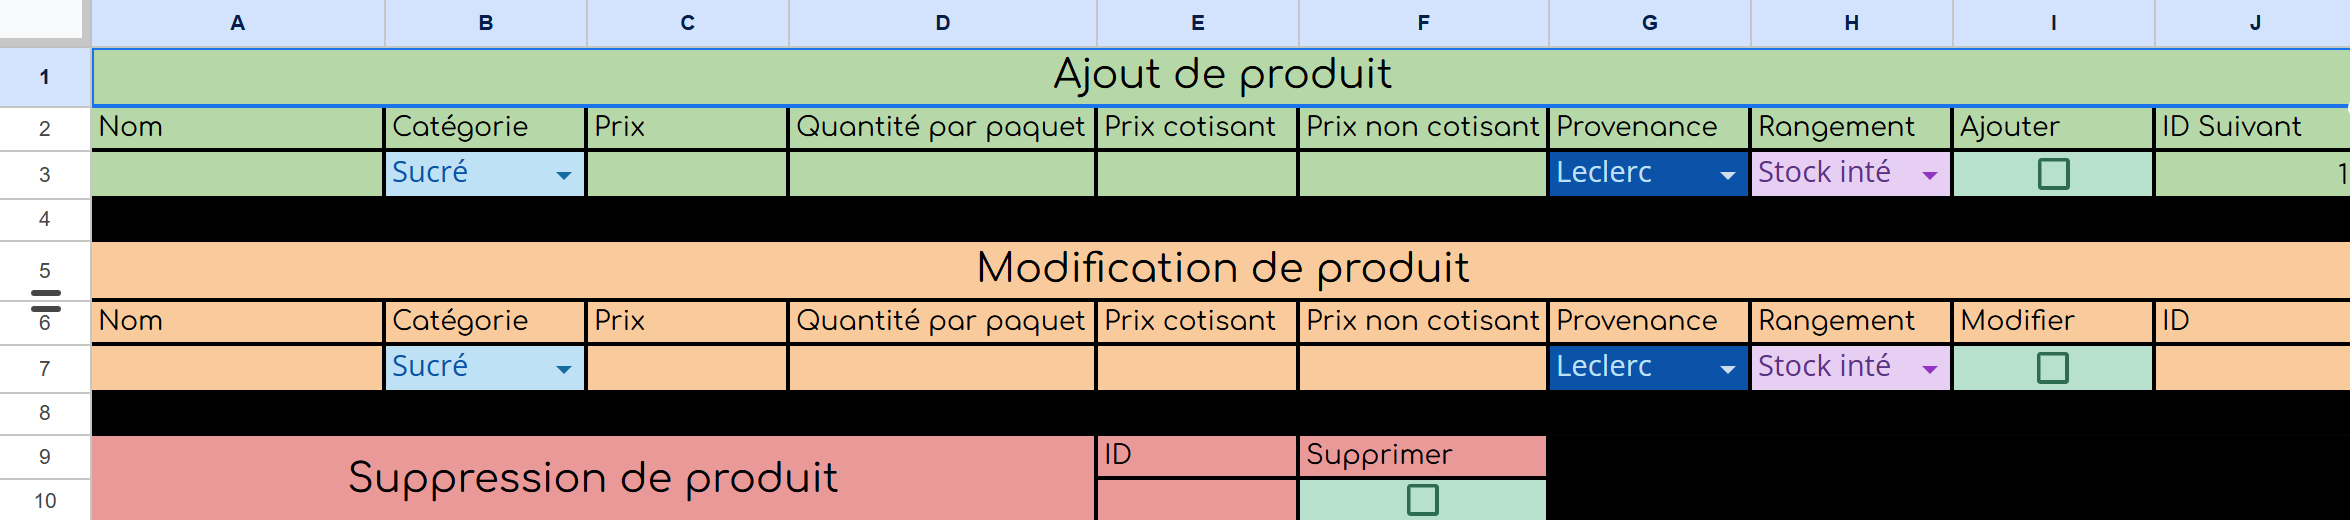 A B C D E F G H I J
1 Ajout de produit
2 Nom Catégorie Prix Quantité par paquet Prix cotisant Prix non cotisant Provenance Rangement Ajouter ID Suivant
3 Sucré Leclerc Stock inté 1
4
5 Modification de produit
6 Nom Catégorie Prix Quantité par paquet Prix cotisant Prix non cotisant Provenance Rangement Modifier ID
7 Sucré Leclerc Stock inté
8
9 ID Supprimer
Suppression de produit
10